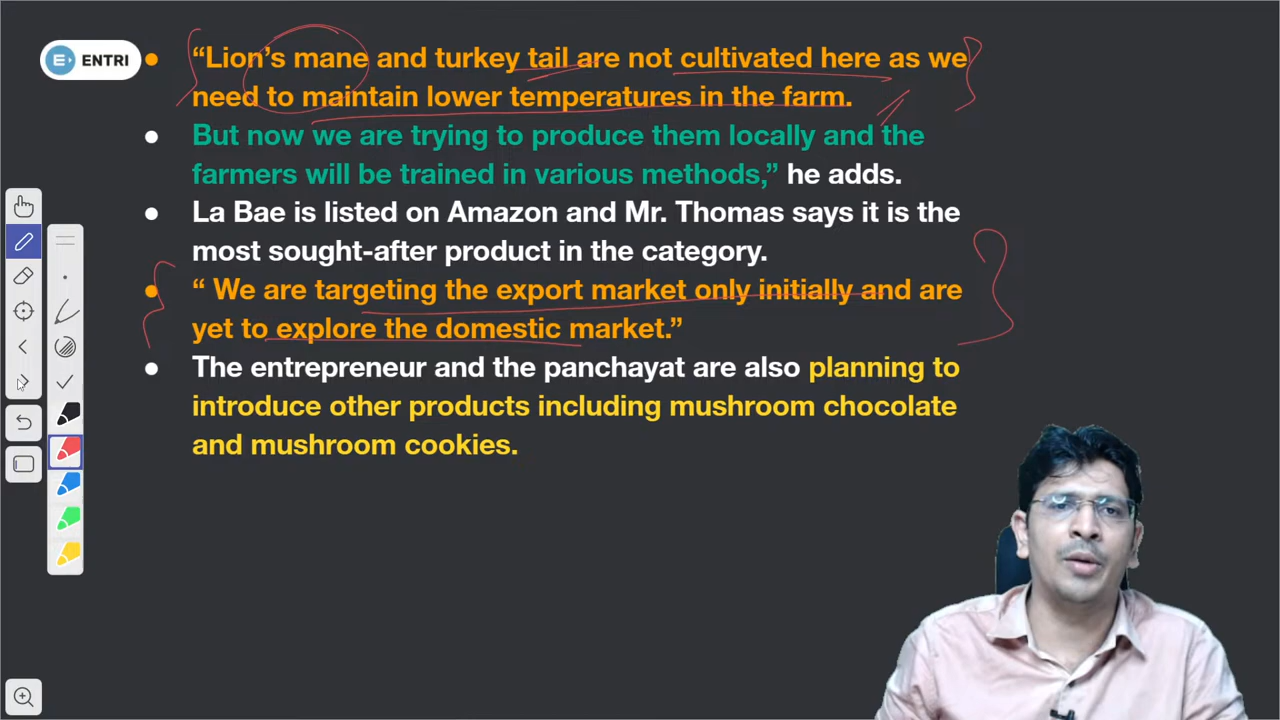 ENTRI
“Lion’s mane and turkey tail are not cultivated here as we
need to maintain lower temperatures in the farm.
But now we are trying to produce them locally and the
farmers will be trained in various methods,” he adds.
La Bae is listed on Amazon and Mr. Thomas says it is the
most sought-after product in the category.
“ We are targeting the export market only initially and are
yet to explore the domestic market.”
The entrepreneur and the panchayat are also planning to
introduce other products including mushroom chocolate
and mushroom cookies.